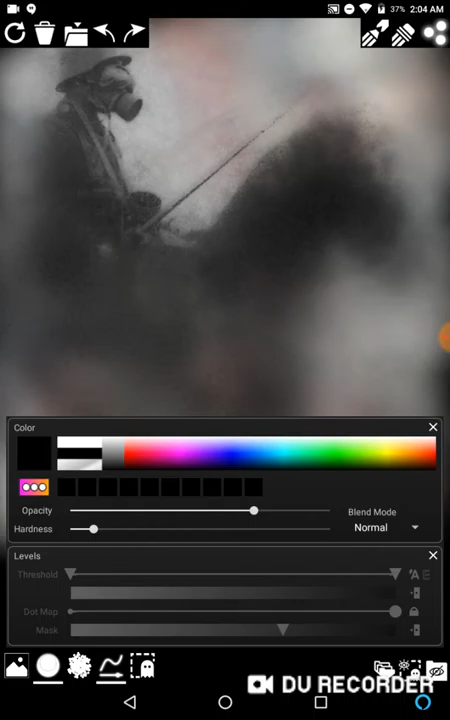 37% 2:04 AM
Color
Opacity
Blend Mode
Hardness
Normal
Levels
Threshold
A
Dot Map
Mask
DU RECORDER